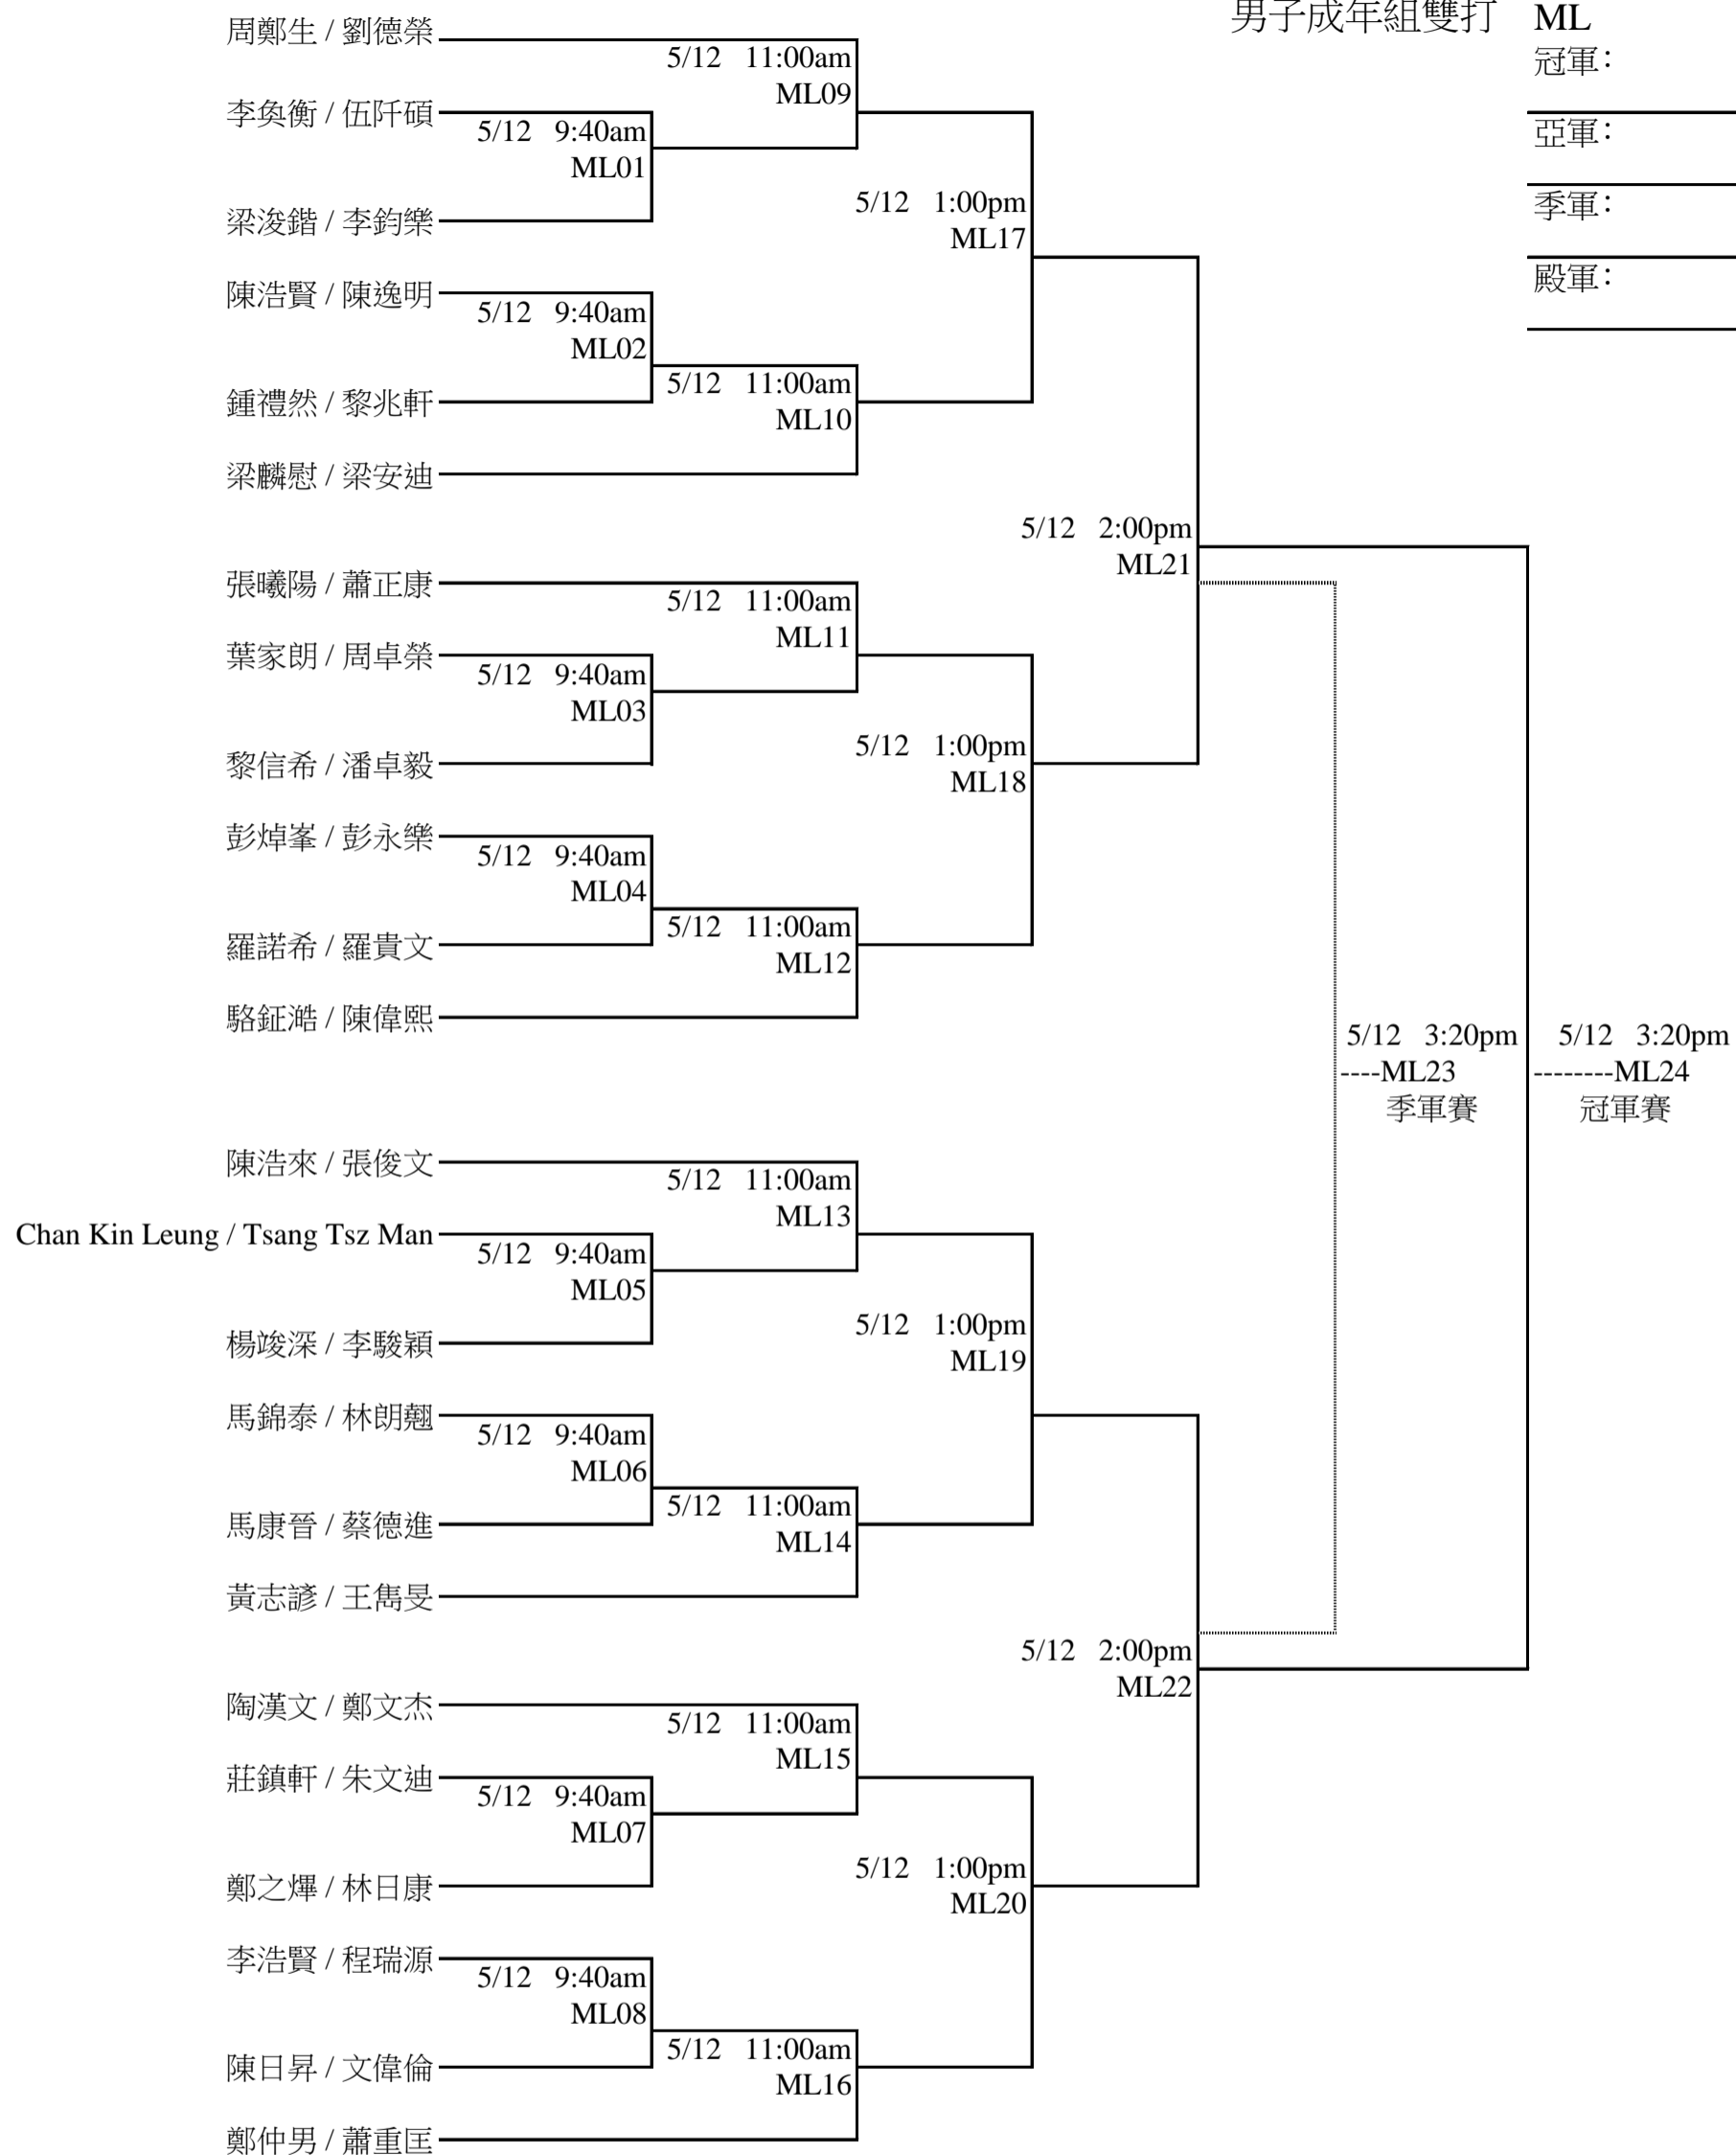 男子成年組雙打 ML
冠軍：
亞軍：
季軍：
殿軍：
周鄭生 / 劉德榮
5/12 11:00am
ML09
李奐衡 / 伍阡碩
5/12 9:40am
ML01
梁浚鍇 / 李鈞樂
5/12 1:00pm
ML17
陳浩賢 / 陳逸明
5/12 9:40am
ML02
鍾禮然 / 黎兆軒
5/12 11:00am
ML10
梁麟慰 / 梁安迪
5/12 2:00pm
ML21
張曦陽 / 蕭正康
5/12 11:00am
ML11
葉家朗 / 周卓榮
5/12 9:40am
ML03
黎信希 / 潘卓毅
5/12 1:00pm
ML18
彭焯峯 / 彭永樂
5/12 9:40am
ML04
羅諾希 / 羅貴文
5/12 11:00am
ML12
駱鉦澔 / 陳偉熙
5/12 3:20pm
----ML23
季軍賽
5/12 3:20pm
--------ML24
冠軍賽
陳浩來 / 張俊文
5/12 11:00am
ML13
Chan Kin Leung / Tsang Tsz Man
5/12 9:40am
ML05
楊竣深 / 李駿穎
5/12 1:00pm
ML19
馬錦泰 / 林朗翹
5/12 9:40am
ML06
馬康晉 / 蔡德進
5/12 11:00am
ML14
黃志諺 / 王雋旻
5/12 2:00pm
ML22
陶漢文 / 鄭文杰
5/12 11:00am
ML15
莊鎮軒 / 朱文迪
5/12 9:40am
ML07
鄭之燁 / 林日康
5/12 1:00pm
ML20
李浩賢 / 程瑞源
5/12 9:40am
ML08
陳日昇 / 文偉倫
5/12 11:00am
ML16
鄭仲男 / 蕭重匡